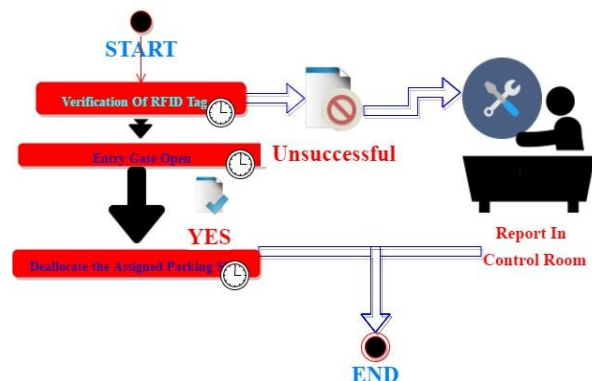 START
Verification Of RFID Tag
Entry Gate Open
Unsuccessful
YES
Report In
Control Room
Deallocate the Assigned Parking
END